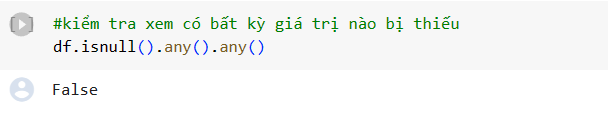 #kiểm tra xem có bất kỳ giá trị nào bị thiếu
df.isnull().any().any()
False